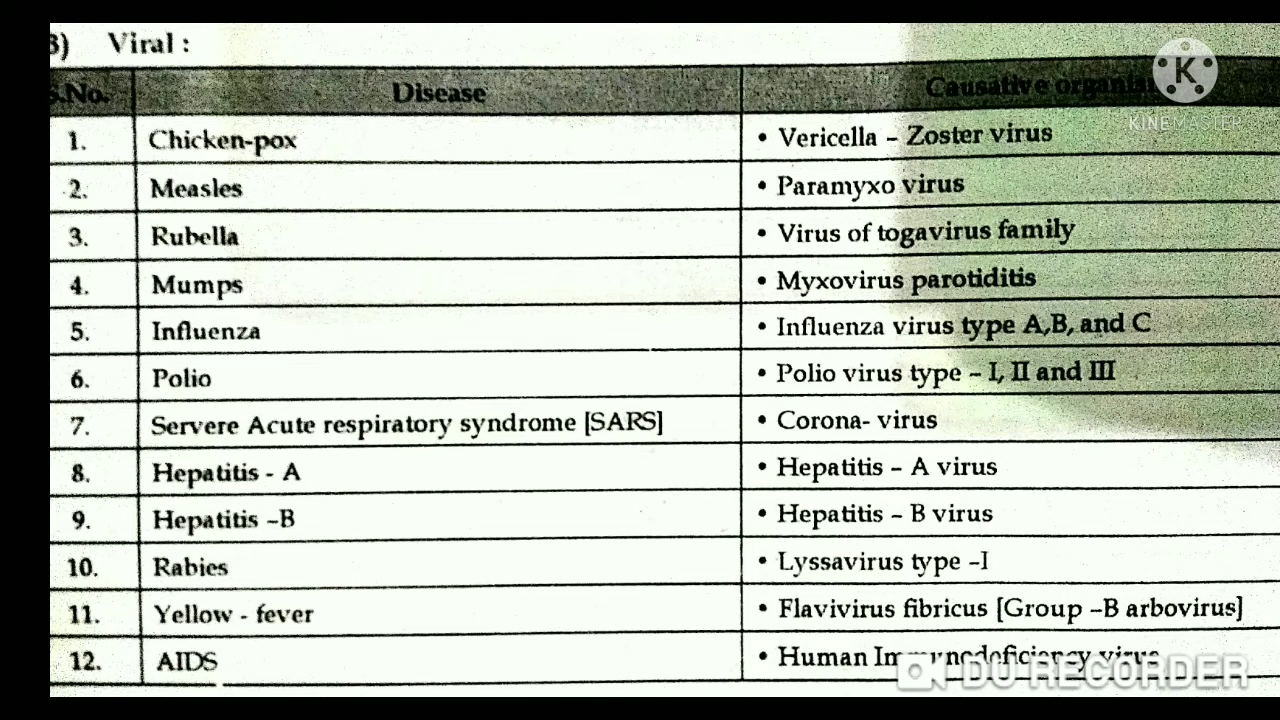 3) Viral :
S.No. Disease Causative organism
1. Chicken-pox • Vericella – Zoster virus
2. Measles • Paramyxo virus
3. Rubella • Virus of togavirus family
4. Mumps • Myxovirus parotiditis
5. Influenza • Influenza virus type A,B, and C
6. Polio • Polio virus type – I, II and III
7. Servere Acute respiratory syndrome [SARS] • Corona- virus
8. Hepatitis - A • Hepatitis – A virus
9. Hepatitis –B • Hepatitis – B virus
10. Rabies • Lyssavirus type –I
11. Yellow - fever • Flavivirus fibricus [Group –B arbovirus]
12. AIDS • Human Immunodeficiency virus
K
KINEMASTER
DU RECORDER